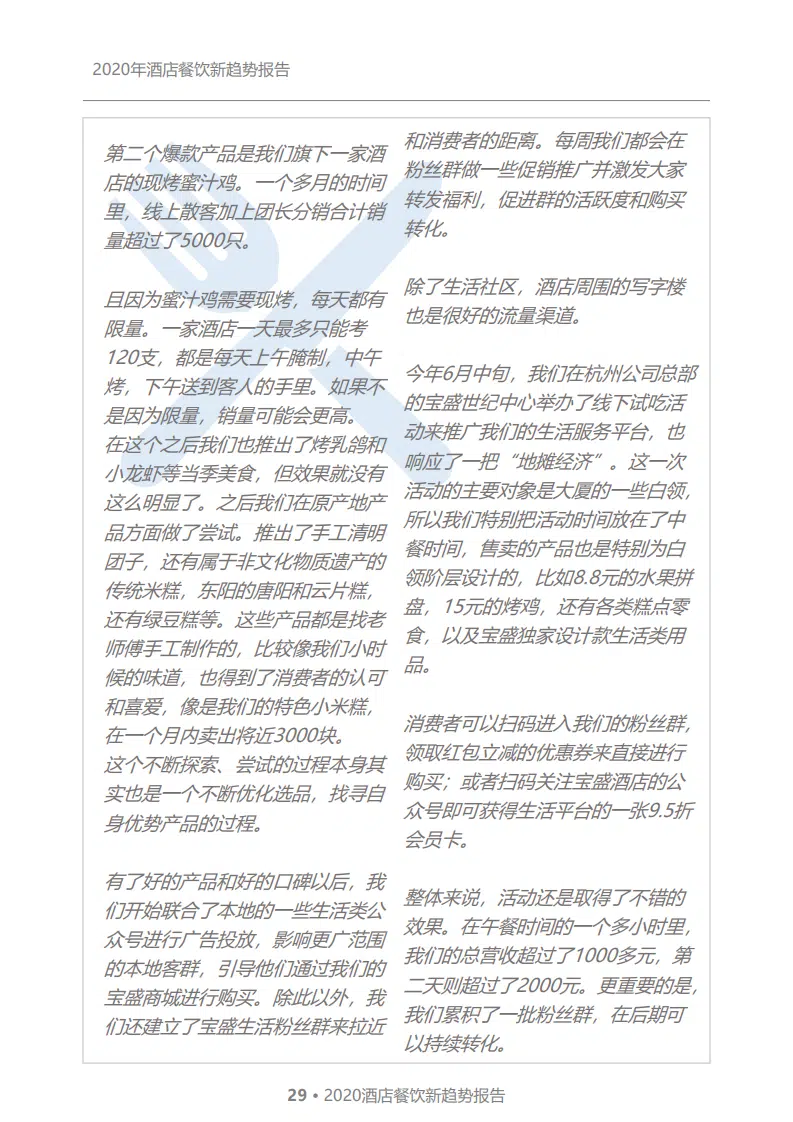 2020年酒店餐饮新趋势报告
第二个爆款产品是我们旗下一家酒
店的现烤蜜汁鸡。一个多月的时间
里，线上散客加上团长分销合计销
量超过了5000只。
且因为蜜汁鸡需要现烤，每天都有
限量。一家酒店一天最多只能考
120支，都是每天上午腌制，中午
烤，下午送到客人的手里。如果不
是因为限量，销量可能会更高。
在这个之后我们也推出了烤乳鸽和
小龙虾等当季美食，但效果就没有
这么明显了。之后我们在原产地产
品方面做了尝试。推出了手工清明
团子，还有属于非文化物质遗产的
传统米糕，东阳的唐阳和云片糕，
还有绿豆糕等。这些产品都是找老
师傅手工制作的，比较像我们小时
候的味道，也得到了消费者的认可
和喜爱，像是我们的特色小米糕，
在一个月内卖出将近3000块。
这个不断探索、尝试的过程本身其
实也是一个不断优化选品，找寻自
身优势产品的过程。
有了好的产品和好的口碑以后，我
们开始联合了本地的一些生活类公
众号进行广告投放，影响更广范围
的本地客群，引导他们通过我们的
宝盛商城进行购买。除此以外，我
们还建立了宝盛生活粉丝群来拉近
和消费者的距离。每周我们都会在
粉丝群做一些促销推广并激发大家
转发福利，促进群的活跃度和购买
转化。
除了生活社区，酒店周围的写字楼
也是很好的流量渠道。
今年6月中旬，我们在杭州公司总部
的宝盛世纪中心举办了线下试吃活
动来推广我们的生活服务平台，也
响应了一把“地摊经济”。这一次
活动的主要对象是大厦的一些白领，
所以我们特别把活动时间放在了中
餐时间，售卖的产品也是特别为白
领阶层设计的，比如8.8元的水果拼
盘，15元的烤鸡，还有各类糕点零
食，以及宝盛独家设计款生活类用
品。
消费者可以扫码进入我们的粉丝群，
领取红包立减的优惠券来直接进行
购买；或者扫码关注宝盛酒店的公
众号即可获得生活平台的一张9.5折
会员卡。
整体来说，活动还是取得了不错的
效果。在午餐时间的一个多小时里，
我们的总营收超过了1000多元，第
二天则超过了2000元。更重要的是，
我们累积了一批粉丝群，在后期可
以持续转化。
29 • 2020酒店餐饮新趋势报告